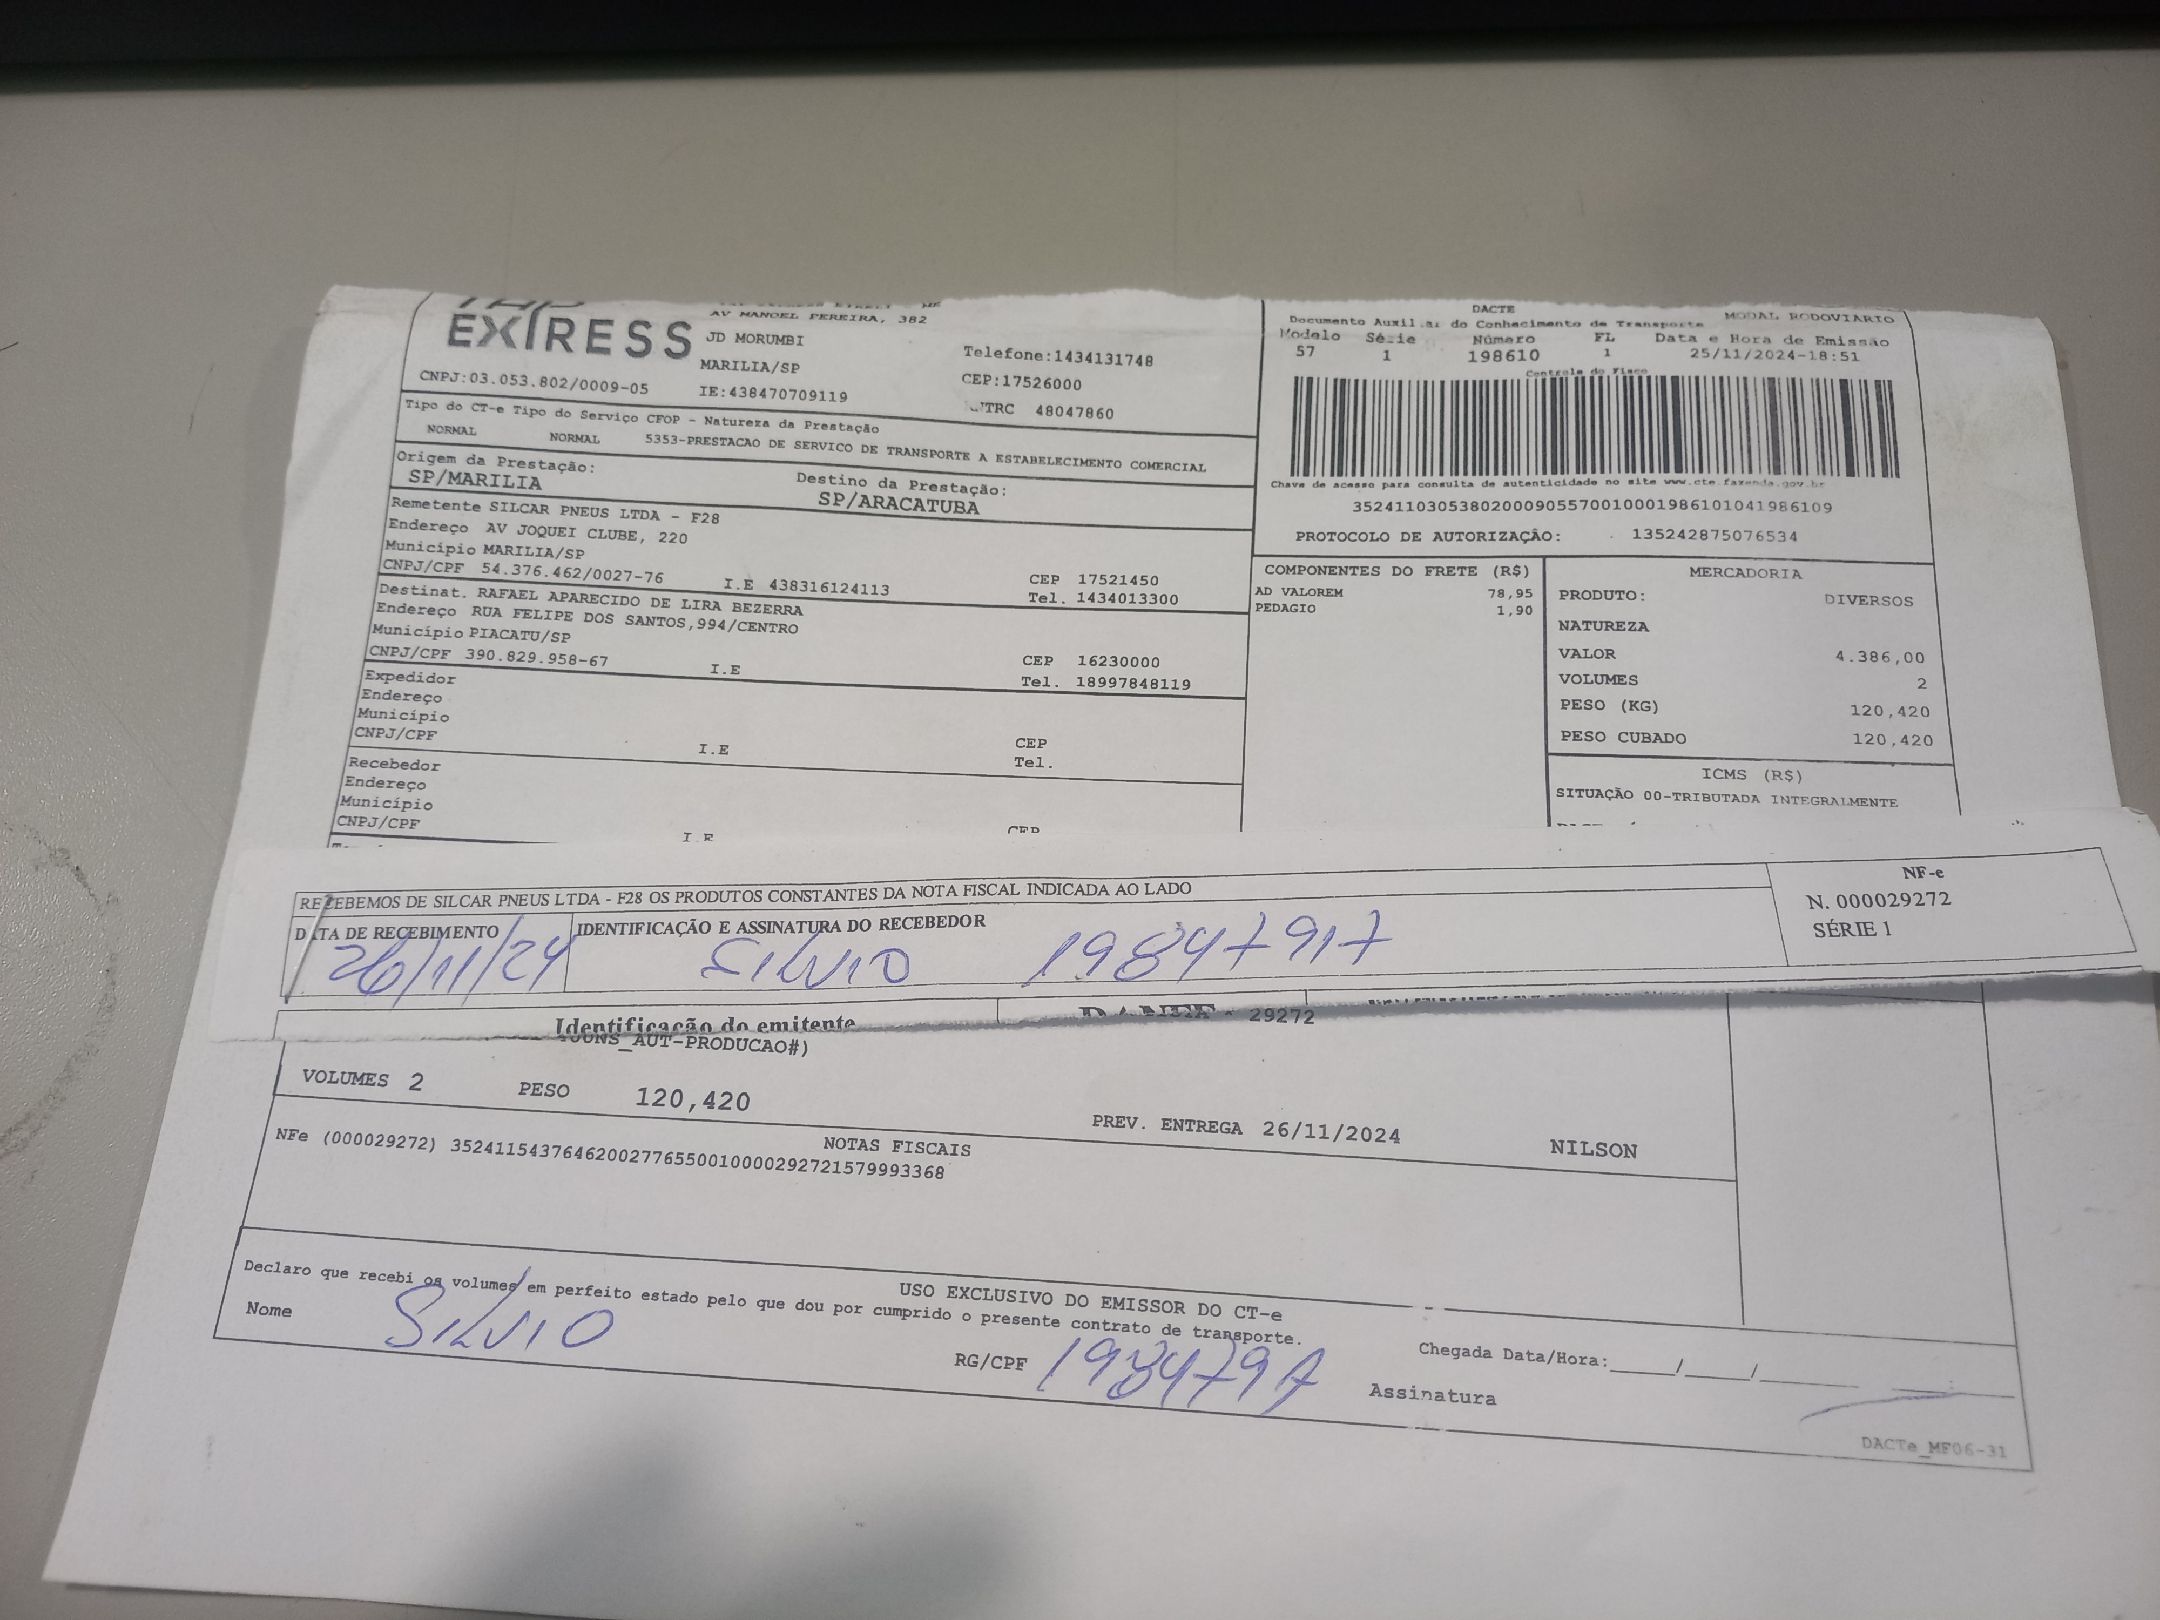 EXPRESS
AV MANOEL PEREIRA, 382
JD MORUMBI
MARILIA/SP
Telefone:1434131748
CEP:17526000
CNPJ:03.053.802/0009-05
IE:438470709119
48047860
DACTE
MODAL RODOVIARIO
Documento Auxiliar do Conhecimento de Transporte
Modelo Série Número FL Data e Hora de Emissão
57 1 198610 1 25/11/2024-18:51
Controle do Fisco
Chave de acesso para consulta de autenticidade no site www.cte.fazenda.gov.br
35241103053802000905570010001986101041986109
PROTOCOLO DE AUTORIZAÇÃO: 135242875076534
Tipo do CT-e Tipo do Serviço CFOP - Natureza da Prestação
NORMAL NORMAL 5353-PRESTACAO DE SERVICO DE TRANSPORTE A ESTABELECIMENTO COMERCIAL
Origem da Prestação: Destino da Prestação:
SP/MARILIA SP/ARACATUBA
Remetente SILCAR PNEUS LTDA - F28
Endereço AV JOQUEI CLUBE, 220
Município MARILIA/SP CEP 17521450
CNPJ/CPF 54.376.462/0027-76 I.E 438316124113 Tel. 1434013300
Destinat. RAFAEL APARECIDO DE LIRA BEZERRA
Endereço RUA FELIPE DOS SANTOS,994/CENTRO
Município PIACATU/SP CEP 16230000
CNPJ/CPF 390.829.958-67 I.E Tel. 18997848119
Expedidor
Endereço
Município CEP
CNPJ/CPF I.E Tel.
Recebedor
Endereço
Município
CNPJ/CPF I.E CEP
COMPONENTES DO FRETE (R$)
AD VALOREM 78,95
PEDAGIO 1,90
MERCADORIA
PRODUTO: DIVERSOS
NATUREZA
VALOR 4.386,00
VOLUMES 2
PESO (KG) 120,420
PESO CUBADO 120,420
ICMS (R$)
SITUAÇÃO 00-TRIBUTADA INTEGRALMENTE
RECEBEMOS DE SILCAR PNEUS LTDA - F28 OS PRODUTOS CONSTANTES DA NOTA FISCAL INDICADA AO LADO
NF-e
N. 000029272
SÉRIE 1
DATA DE RECEBIMENTO IDENTIFICAÇÃO E ASSINATURA DO RECEBEDOR
26/11/24 SILVIO 19847917
Identificação do emitente DANFE - 29272
AUT-PRODUCAO#)
VOLUMES 2 PESO 120,420 PREV. ENTREGA 26/11/2024 NILSON
NOTAS FISCAIS
NFe (000029272) 35241154376462002776550010000292721579993368
USO EXCLUSIVO DO EMISSOR DO CT-e
Declaro que recebi os volumes em perfeito estado pelo que dou por cumprido o presente contrato de transporte.
Nome SILVIO RG/CPF Chegada Data/Hora:____/____/______ ____
Assinatura
DACTe_MF06-31